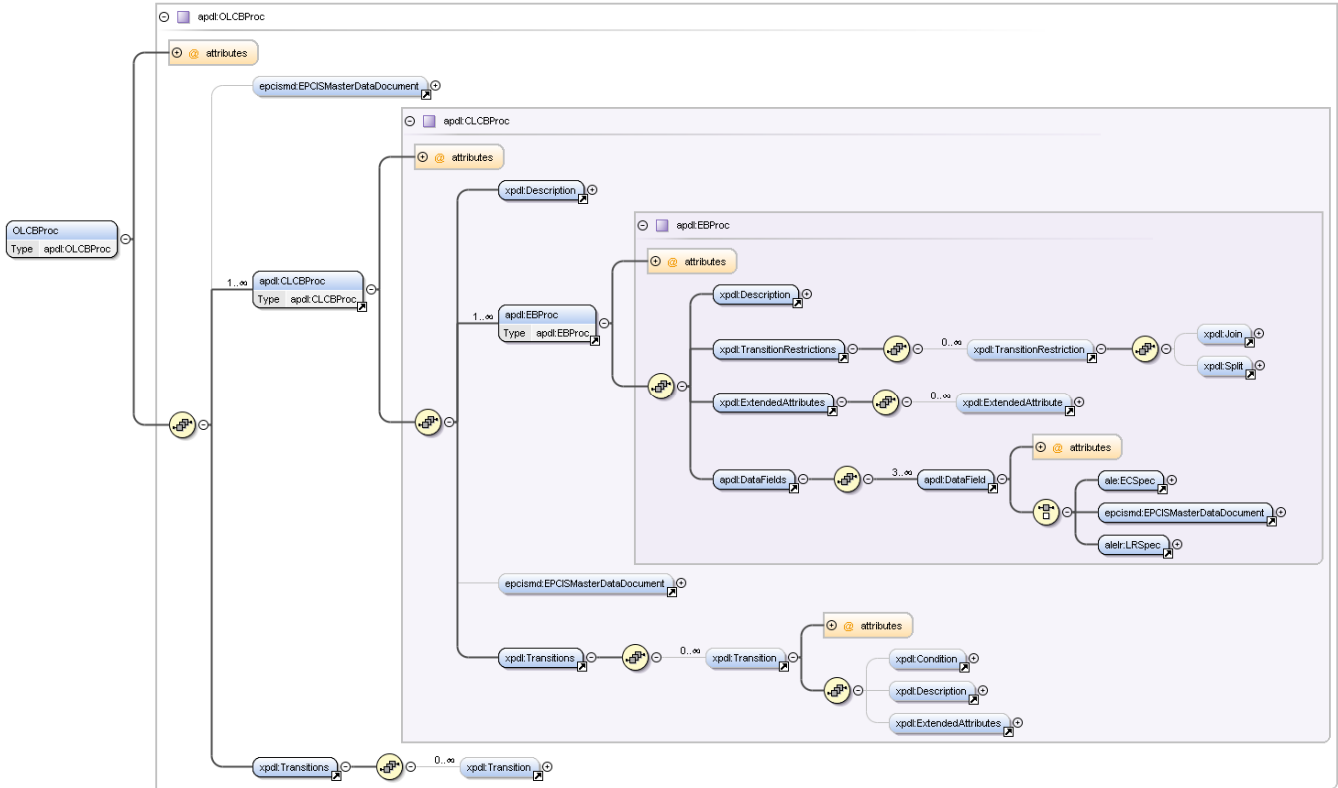 apdl:OLCBProc
@ attributes
epcismd:EPCISMasterDataDocument
apdl:CLCBProc
@ attributes
xpdl:Description
apdl:EBProc
OLCBProc
Type apdl:OLCBProc
@ attributes
1..∞
apdl:CLCBProc
Type apdl:CLCBProc
xpdl:Description
1..∞
apdl:EBProc
Type apdl:EBProc
xpdl:TransitionRestrictions
0..∞
xpdl:TransitionRestriction
xpdl:Join
xpdl:Split
xpdl:ExtendedAttributes
0..∞
xpdl:ExtendedAttribute
@ attributes
apdl:DataFields
3..∞
apdl:DataField
ale:ECSpec
epcismd:EPCISMasterDataDocument
alelr:LRSpec
epcismd:EPCISMasterDataDocument
@ attributes
xpdl:Transitions
0..∞
xpdl:Transition
xpdl:Condition
xpdl:Description
xpdl:ExtendedAttributes
xpdl:Transitions
0..∞
xpdl:Transition